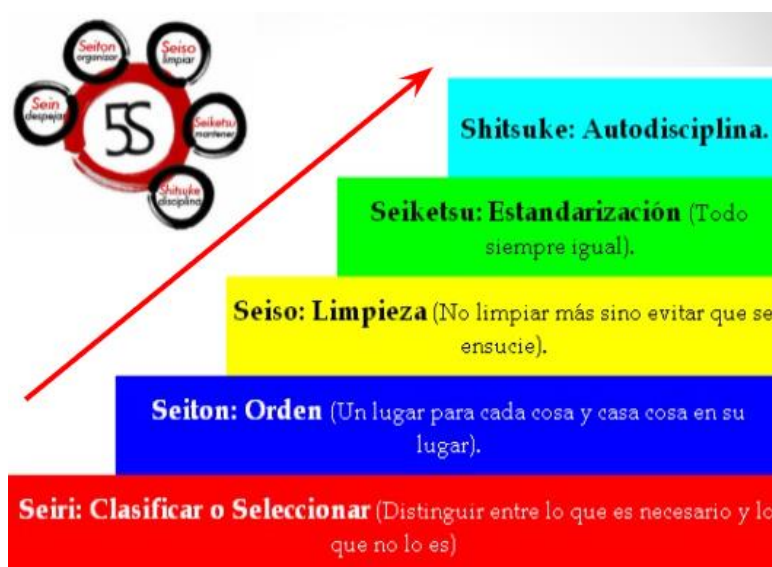 Seiton
organizar
Seiso
limpiar
Sein
despejar
5S
Seiketsu
mantener
Shitsuke
disciplina
Shitsuke: Autodisciplina.
Seiketsu: Estandarización (Todo
siempre igual).
Seiso: Limpieza (No limpiar más sino evitar que se
ensucie).
Seiton: Orden (Un lugar para cada cosa y casa cosa en su
lugar).
Seiri: Clasificar o Seleccionar (Distinguir entre lo que es necesario y lo
que no lo es)